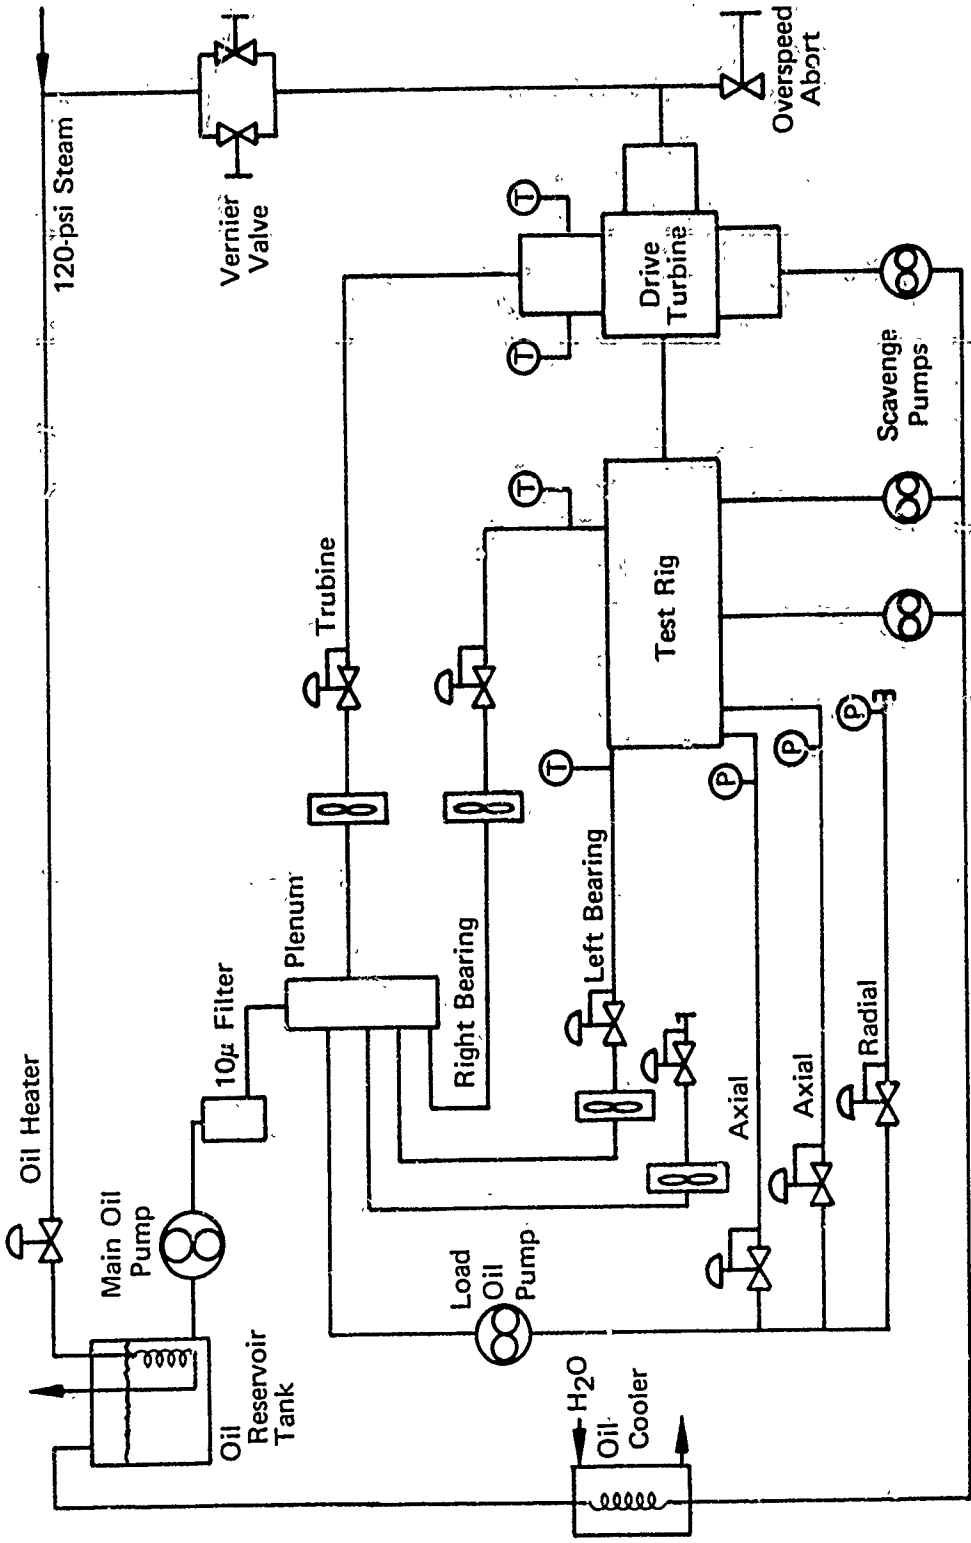 120-psi Steam
Oil Heater
Vernier
Valve
Overspeed
Abort
Main Oil
Pump
10μ Filter
Plenum
Trubine
T
T
Drive
Turbine
Oil
Reservoir
Tank
Right Bearing
T
Left Bearing
T
Test Rig
Load
Oil
Pump
Scavenge
Pumps
H2O
Oil
Cooler
Axial
P
Axial
P
Radial
P